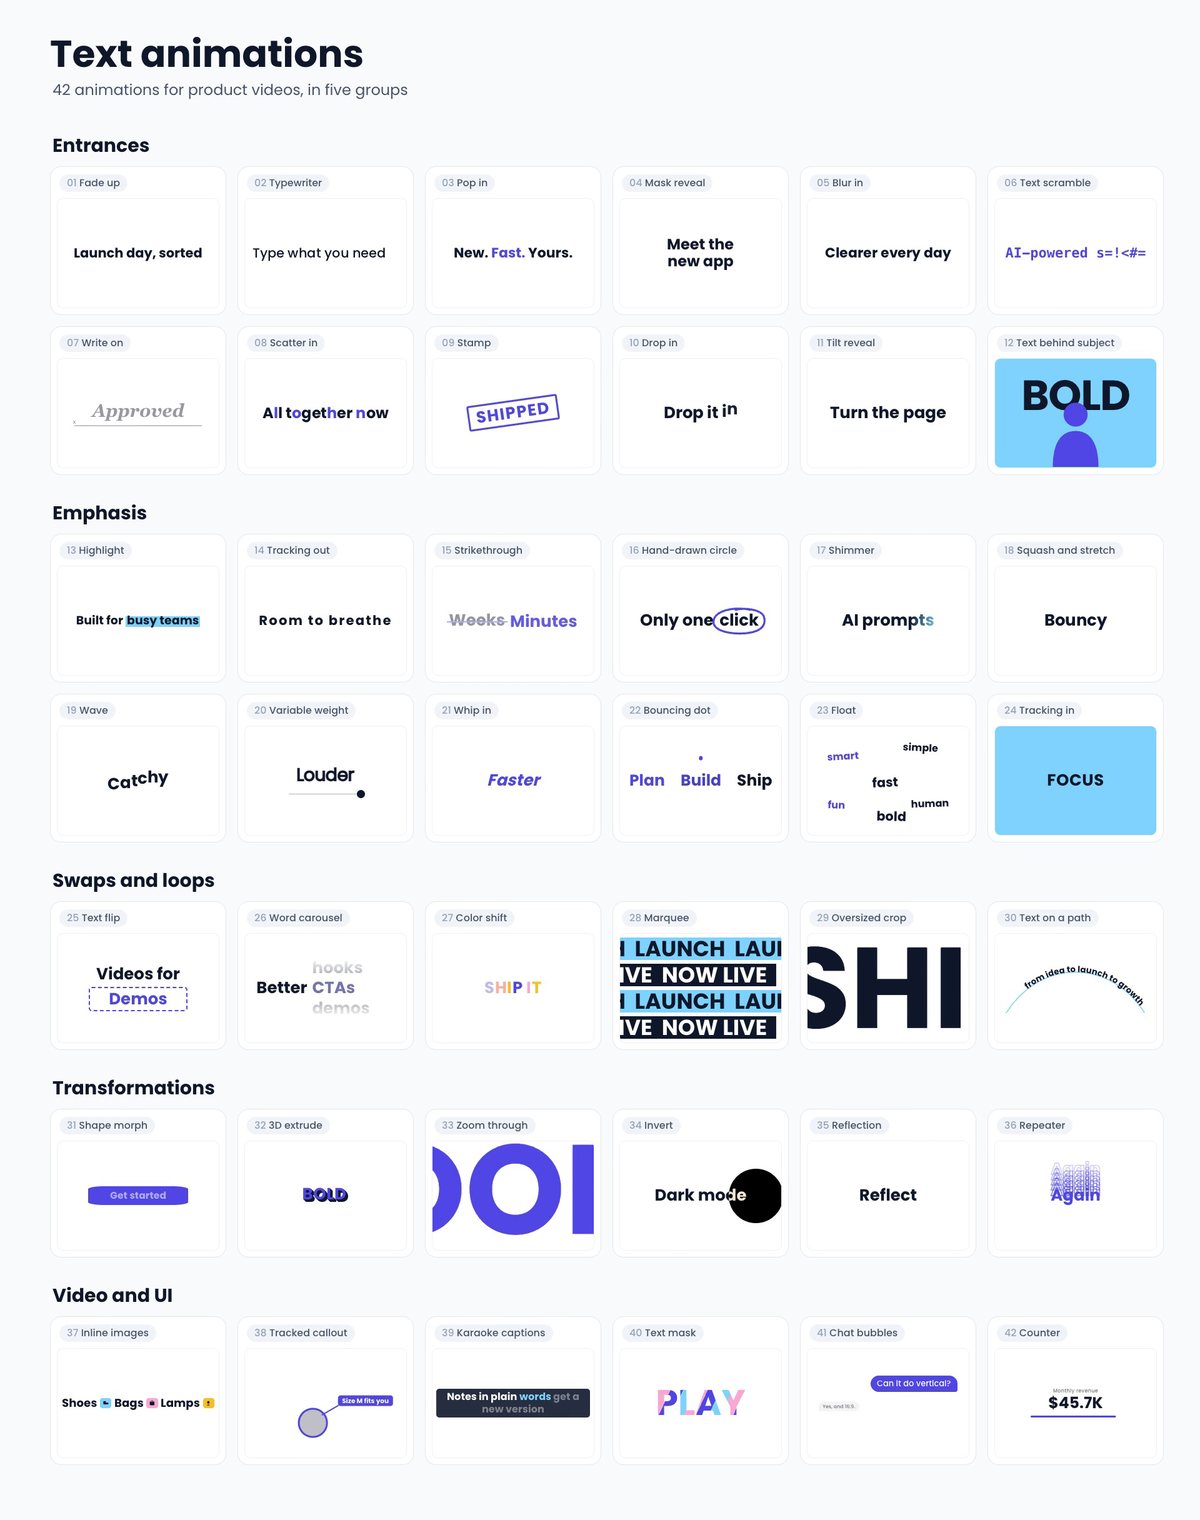 Text animations
42 animations for product videos, in five groups
Entrances
01 Fade up
Launch day, sorted
02 Typewriter
Type what you need
03 Pop in
New. Fast. Yours.
04 Mask reveal
Meet the
new app
05 Blur in
Clearer every day
06 Text scramble
AI-powered s=!<#=
07 Write on
Approved
08 Scatter in
All together now
09 Stamp
SHIPPED
10 Drop in
Drop it in
11 Tilt reveal
Turn the page
12 Text behind subject
BOLD
Emphasis
13 Highlight
Built for busy teams
14 Tracking out
Room to breathe
15 Strikethrough
Weeks Minutes
16 Hand-drawn circle
Only one click
17 Shimmer
AI prompts
18 Squash and stretch
Bouncy
19 Wave
Catchy
20 Variable weight
Louder
21 Whip in
Faster
22 Bouncing dot
Plan Build Ship
23 Float
smart
simple
fast
fun
human
bold
24 Tracking in
FOCUS
Swaps and loops
25 Text flip
Videos for
Demos
26 Word carousel
hooks
Better CTAs
demos
27 Color shift
SHIP IT
28 Marquee
H LAUNCH LAU
IVE NOW LIVE
H LAUNCH LAU
IVE NOW LIVE
29 Oversized crop
SHI
30 Text on a path
from idea to launch to growth
Transformations
31 Shape morph
Get started
32 3D extrude
BOLD
33 Zoom through
OOI
34 Invert
Dark mode
35 Reflection
Reflect
36 Repeater
Again
Video and UI
37 Inline images
Shoes Bags Lamps
38 Tracked callout
Size M fits you
39 Karaoke captions
Notes in plain words get a
new version
40 Text mask
PLAY
41 Chat bubbles
Can it do vertical?
Yes, and 16:9.
42 Counter
Monthly revenue
$45.7K